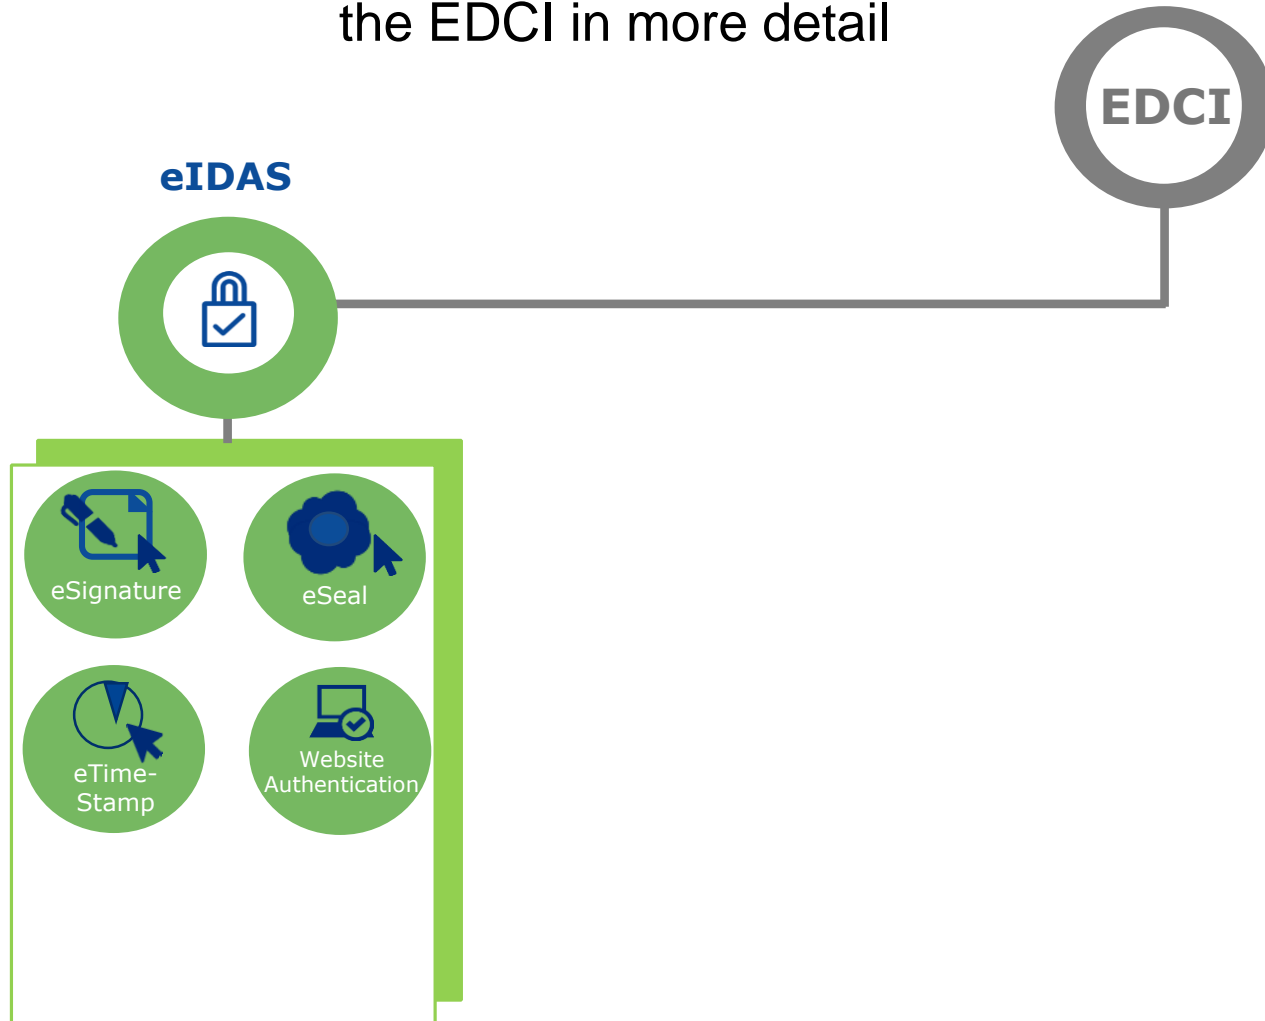 the EDCI in more detail
EDCI
eIDAS
eSignature
eSeal
eTime-
Stamp
Website
Authentication